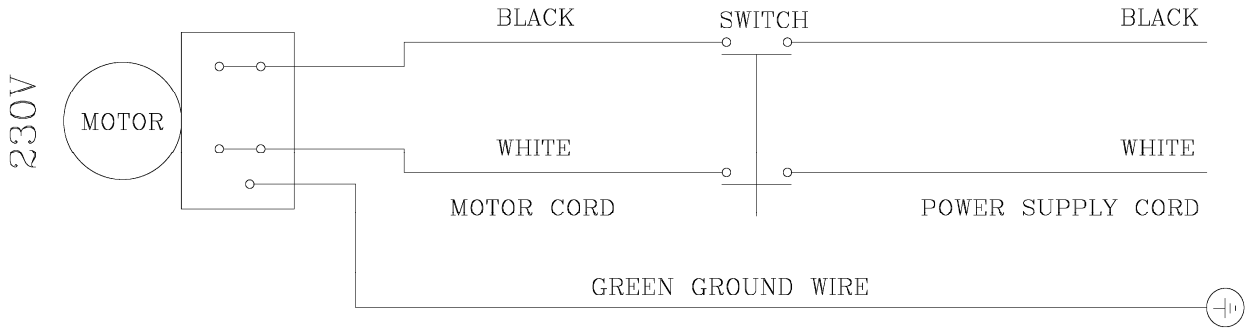 BLACK
SWITCH
BLACK
230V
MOTOR
WHITE
WHITE
MOTOR CORD
POWER SUPPLY CORD
GREEN GROUND WIRE